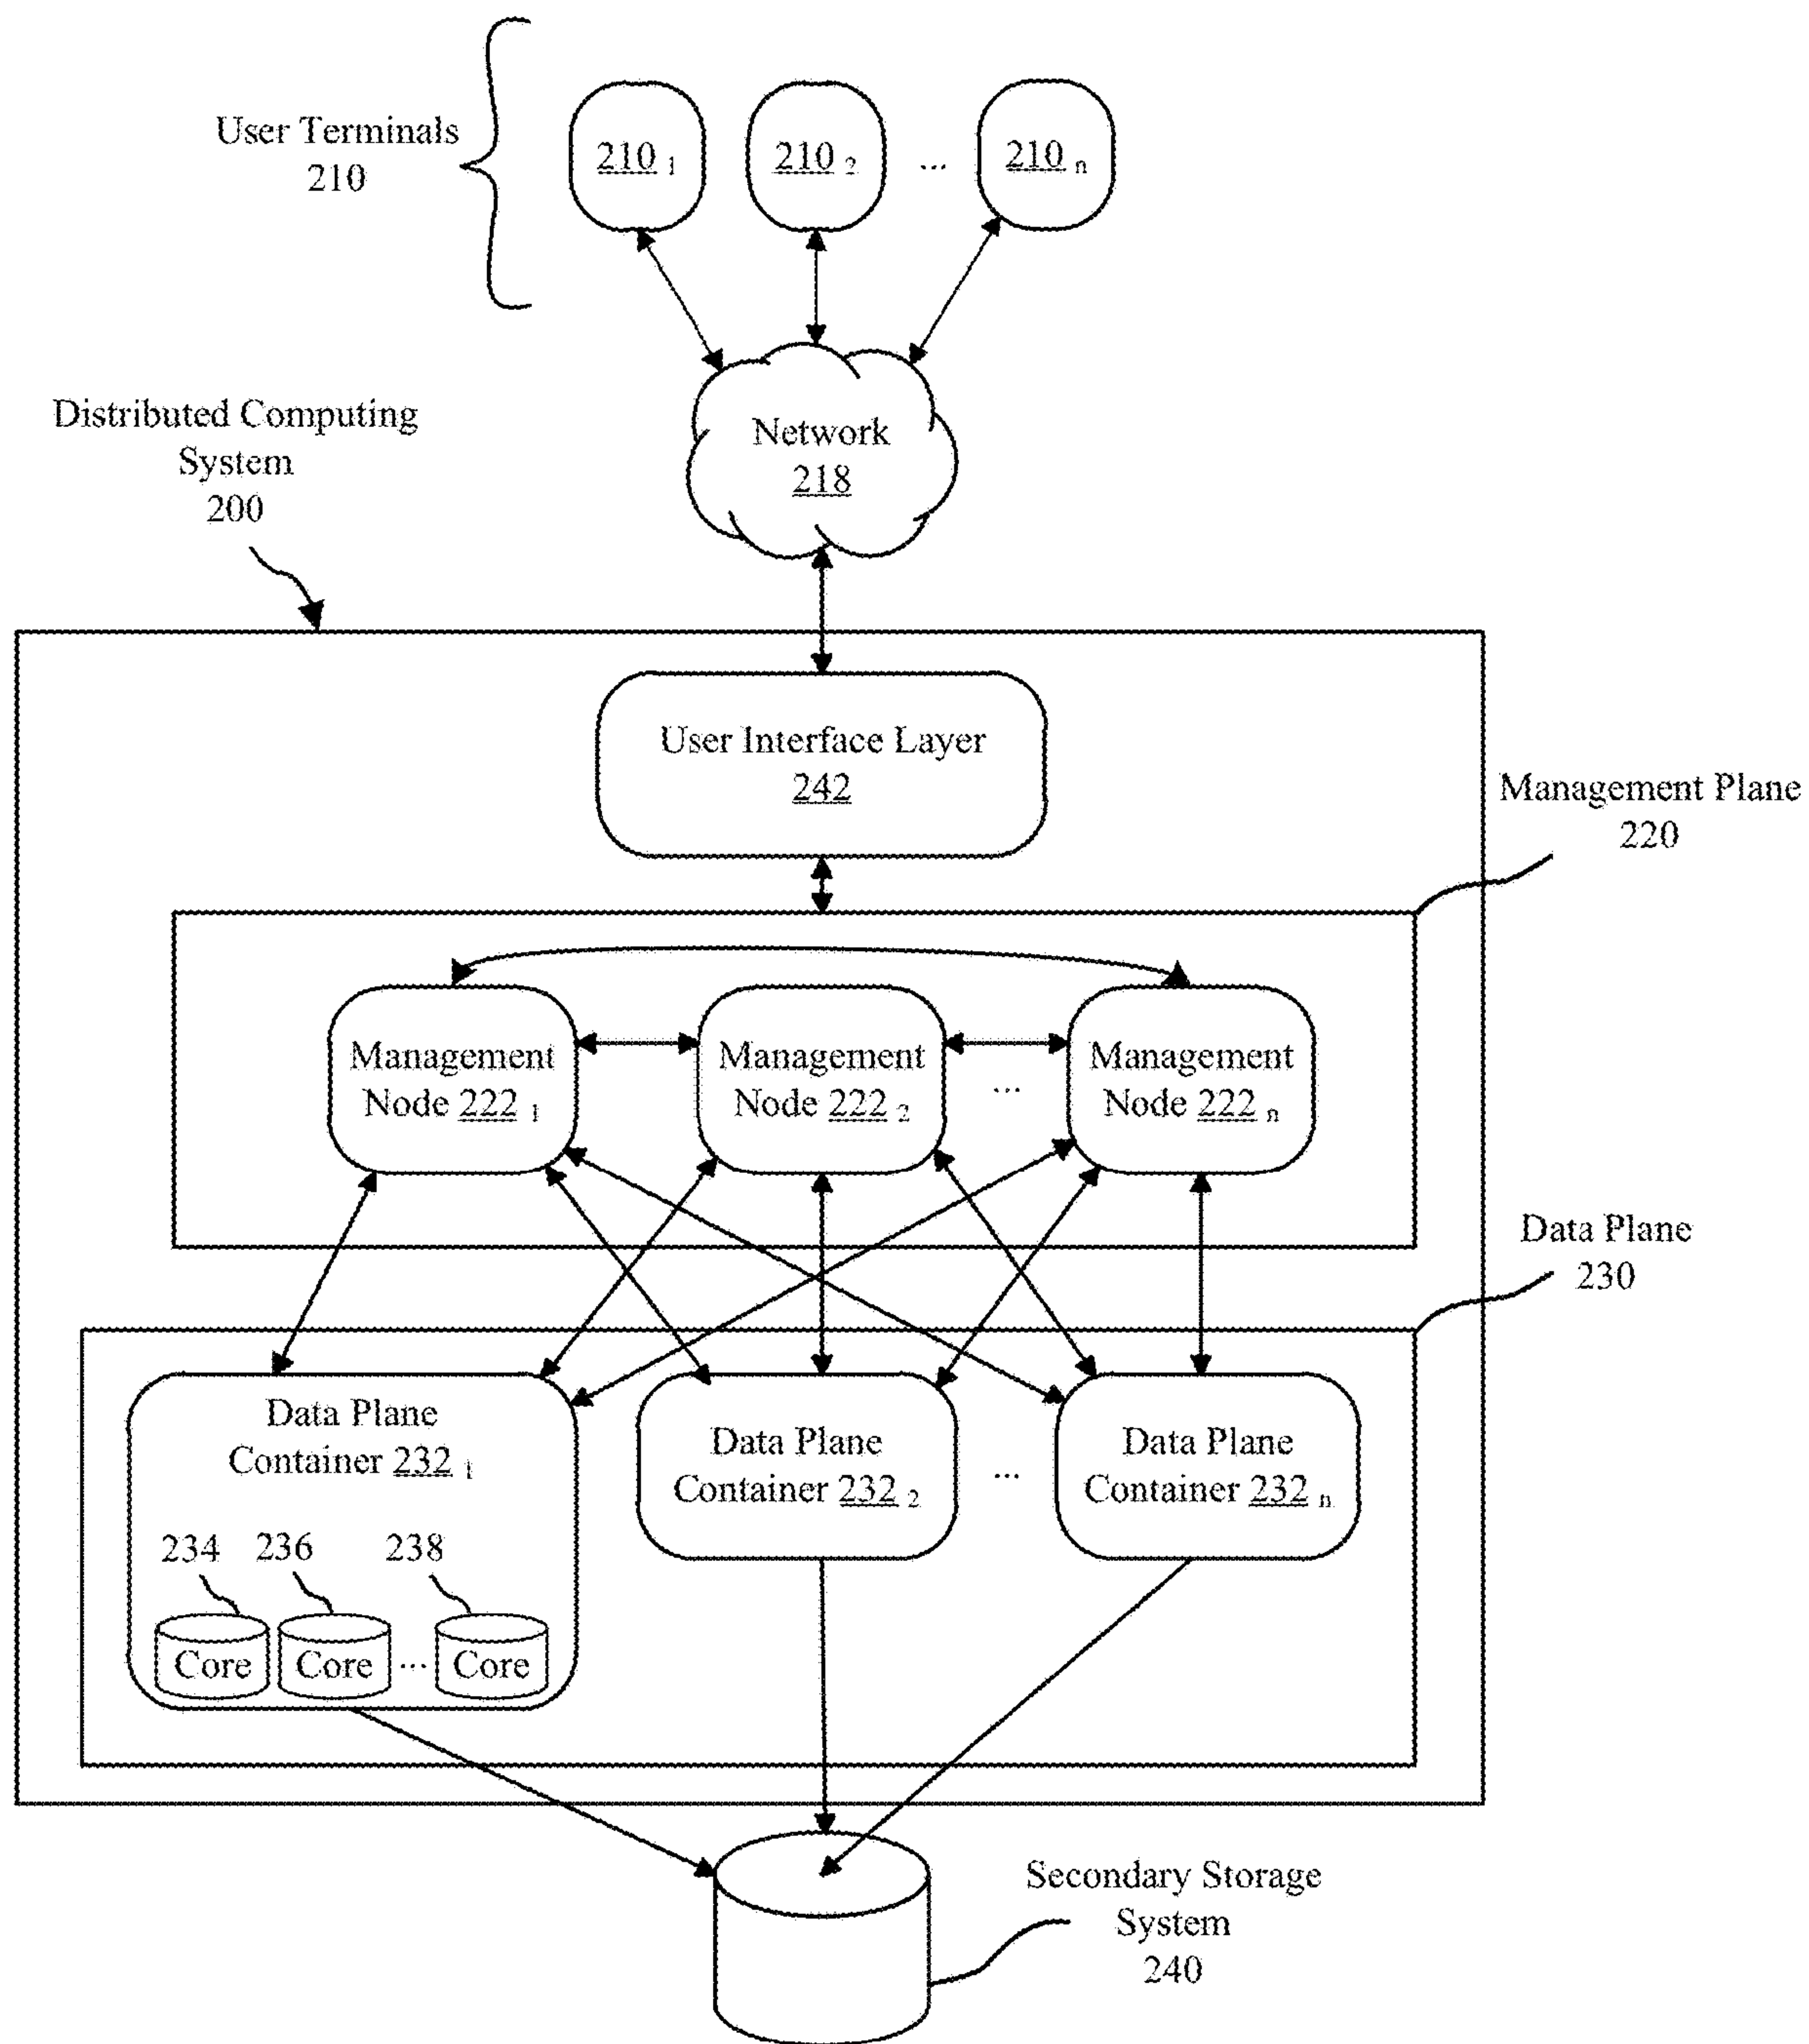 User Terminals
210
210 1
210 2
...
210 n
Network
218
Distributed Computing
System
200
User Interface Layer
242
Management Plane
220
Management
Node 222 1
Management
Node 222 2
...
Management
Node 222 n
Data Plane
230
Data Plane
Container 232 1
234
236
238
Core
Core
...
Core
Data Plane
Container 232 2
...
Data Plane
Container 232 n
Secondary Storage
System
240